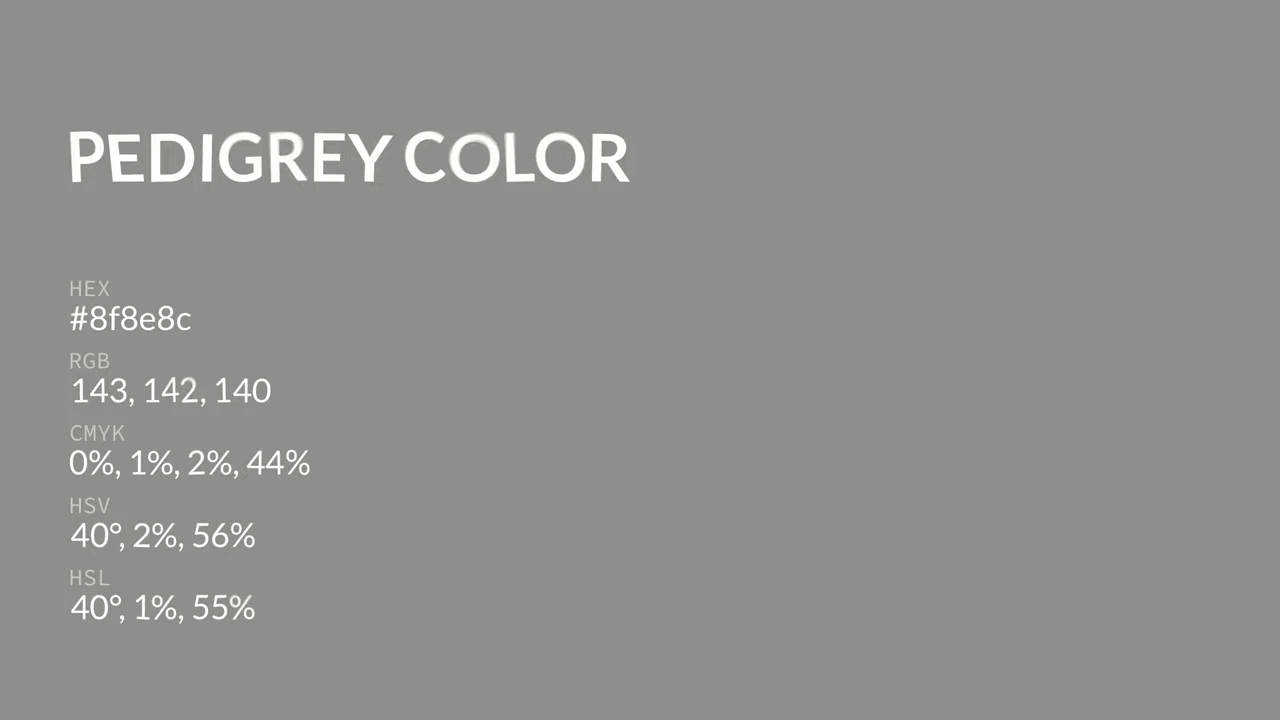 PEDIGREY COLOR
HEX
#8f8e8c
RGB
143, 142, 140
CMYK
0%, 1%, 2%, 44%
HSV
40°, 2%, 56%
HSL
40°, 1%, 55%